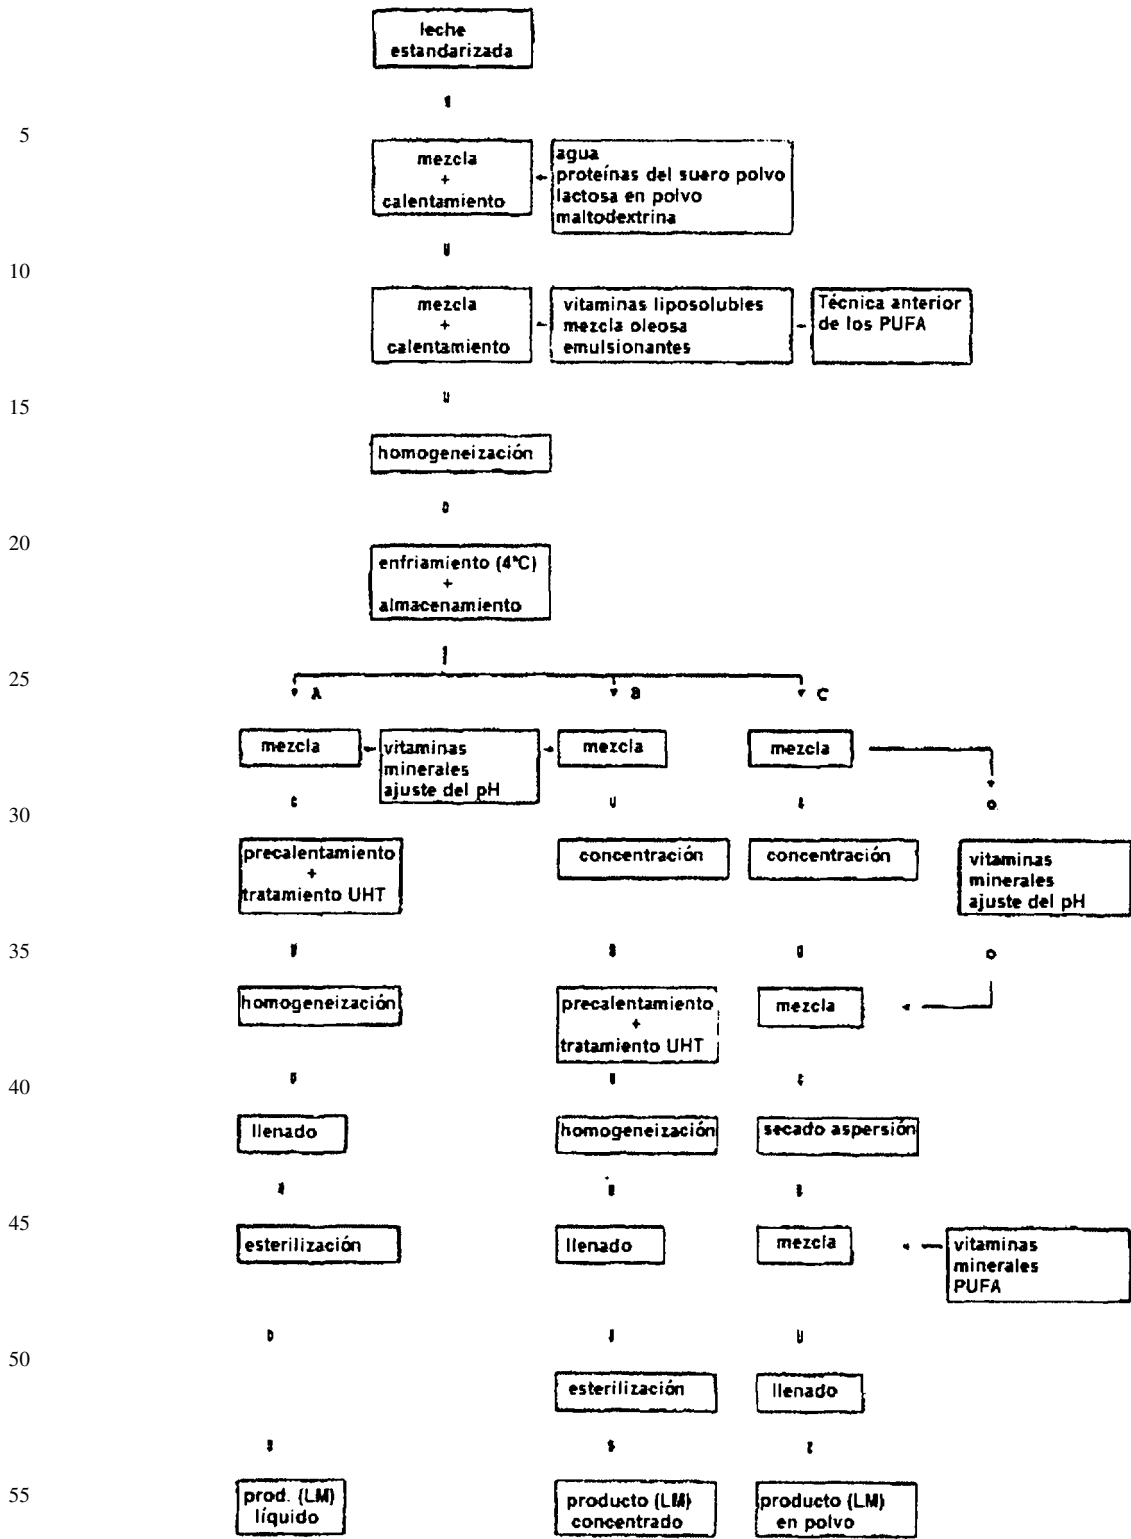 leche
estandarizada
5
mezcla
+
calentamiento
agua
proteínas del suero polvo
lactosa en polvo
maltodextrina
10
mezcla
+
calentamiento
vitaminas liposolubles
mezcla oleosa
emulsionantes
Técnica anterior
de los PUFA
15
homogeneización
20
enfriamiento (4°C)
+
almacenamiento
25
A
B
C
mezcla
vitaminas
minerales
ajuste del pH
mezcla
mezcla
30
precalentamiento
+
tratamiento UHT
concentración
concentración
vitaminas
minerales
ajuste del pH
35
homogeneización
precalentamiento
+
tratamiento UHT
mezcla
40
llenado
homogeneización
secado aspersión
45
esterilización
llenado
mezcla
vitaminas
minerales
PUFA
50
esterilización
llenado
55
prod. (LM)
líquido
producto (LM)
concentrado
producto (LM)
en polvo